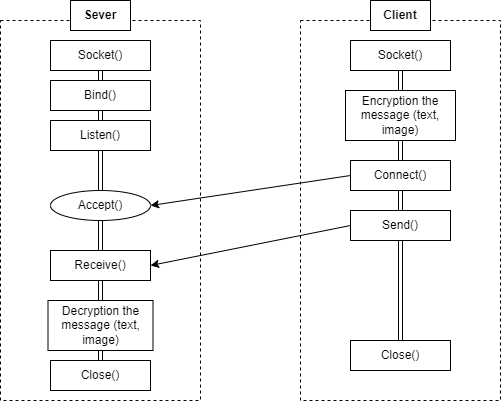 Sever
Socket()
Bind()
Listen()
Accept()
Receive()
Decryption the
message (text,
image)
Close()
Client
Socket()
Encryption the
message (text,
image)
Connect()
Send()
Close()